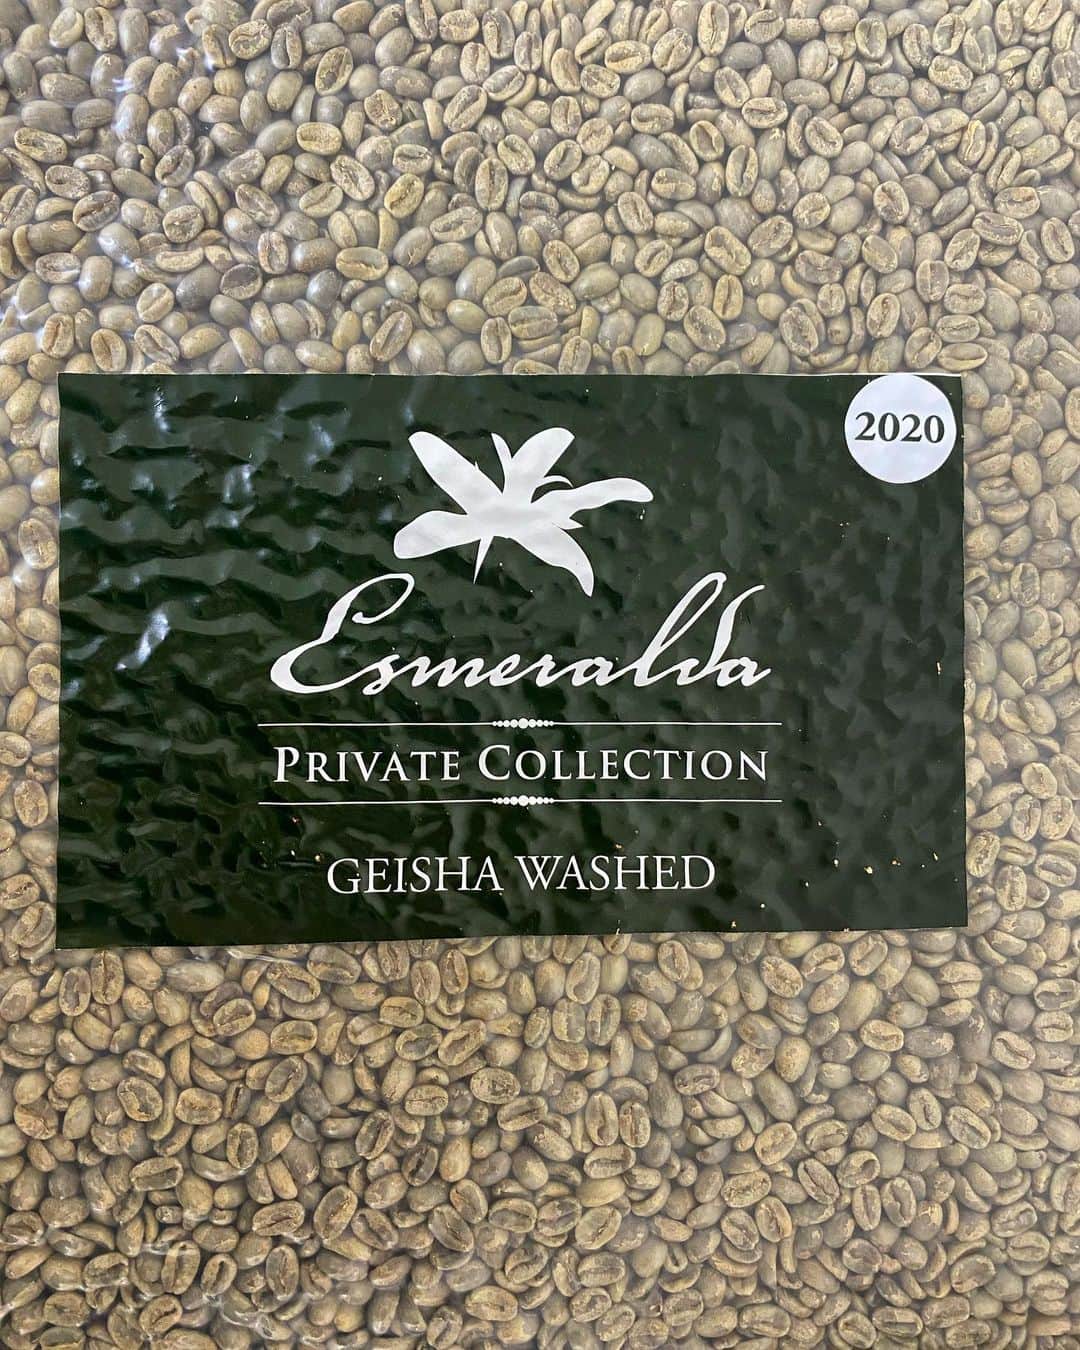 2020
Esmeralda
PRIVATE COLLECTION
GEISHA WASHED